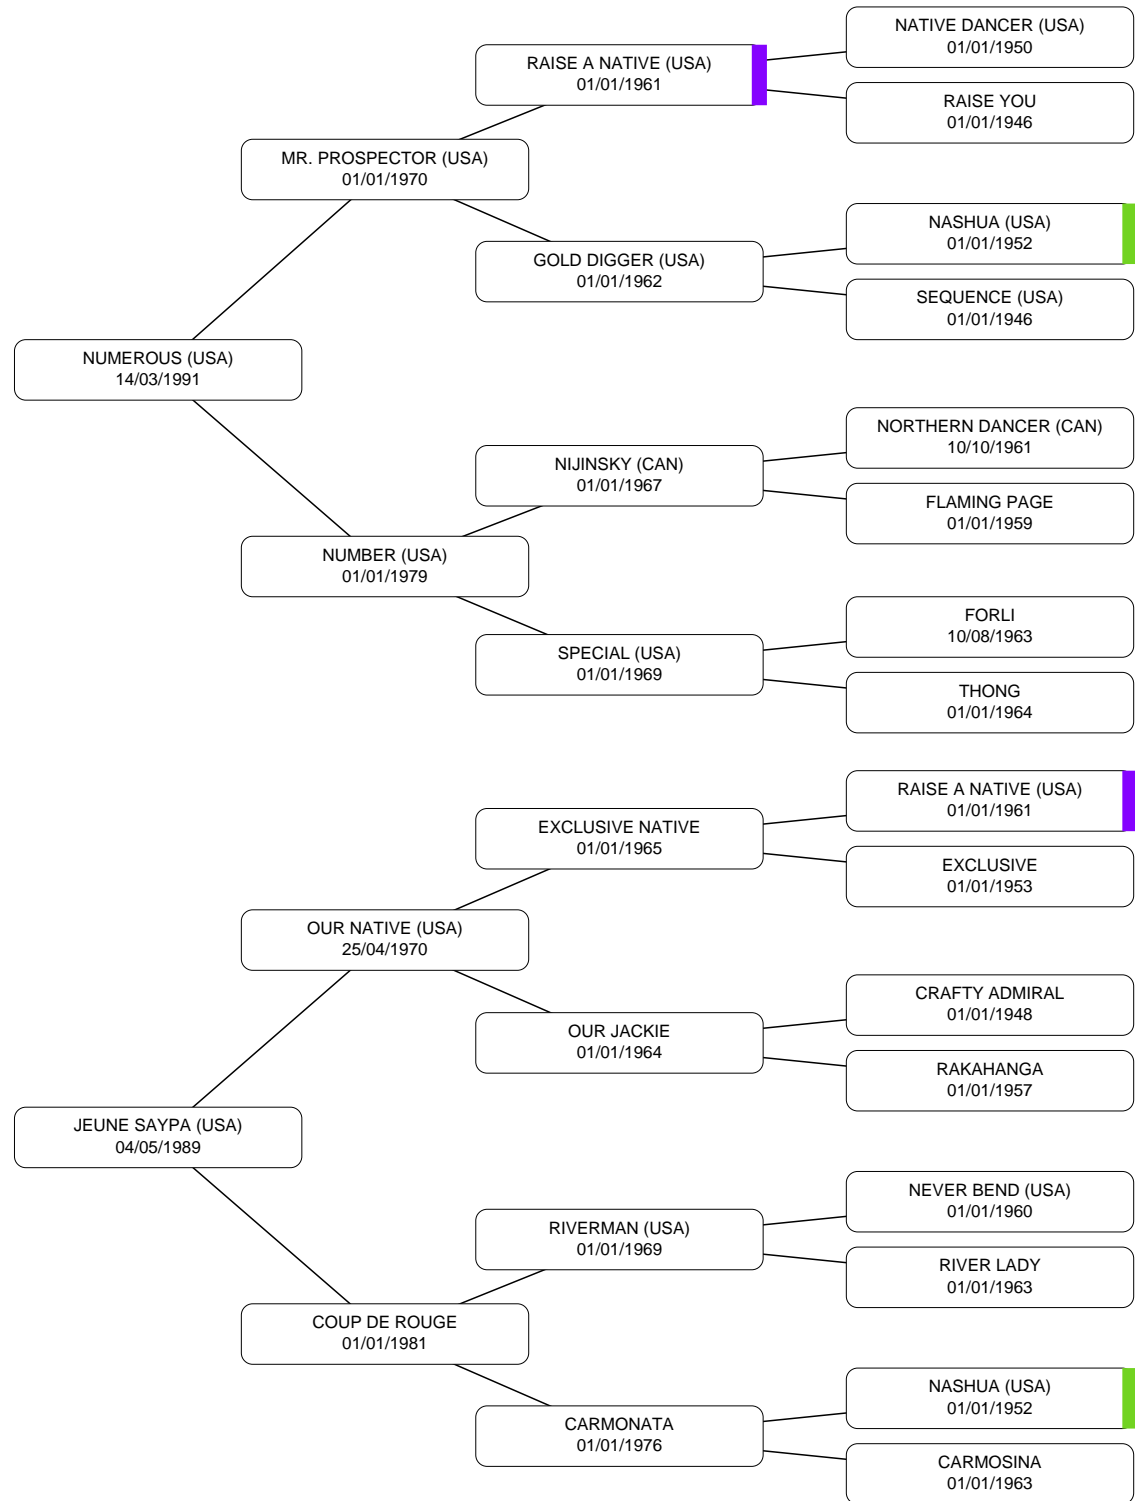 NATIVE DANCER (USA)
01/01/1950
RAISE A NATIVE (USA)
01/01/1961
RAISE YOU
01/01/1946
MR. PROSPECTOR (USA)
01/01/1970
NASHUA (USA)
01/01/1952
GOLD DIGGER (USA)
01/01/1962
SEQUENCE (USA)
01/01/1946
NUMEROUS (USA)
14/03/1991
NORTHERN DANCER (CAN)
10/10/1961
NIJINSKY (CAN)
01/01/1967
FLAMING PAGE
01/01/1959
NUMBER (USA)
01/01/1979
FORLI
10/08/1963
SPECIAL (USA)
01/01/1969
THONG
01/01/1964
RAISE A NATIVE (USA)
01/01/1961
EXCLUSIVE NATIVE
01/01/1965
EXCLUSIVE
01/01/1953
OUR NATIVE (USA)
25/04/1970
CRAFTY ADMIRAL
01/01/1948
OUR JACKIE
01/01/1964
RAKAHANGA
01/01/1957
JEUNE SAYPA (USA)
04/05/1989
NEVER BEND (USA)
01/01/1960
RIVERMAN (USA)
01/01/1969
RIVER LADY
01/01/1963
COUP DE ROUGE
01/01/1981
NASHUA (USA)
01/01/1952
CARMONATA
01/01/1976
CARMOSINA
01/01/1963